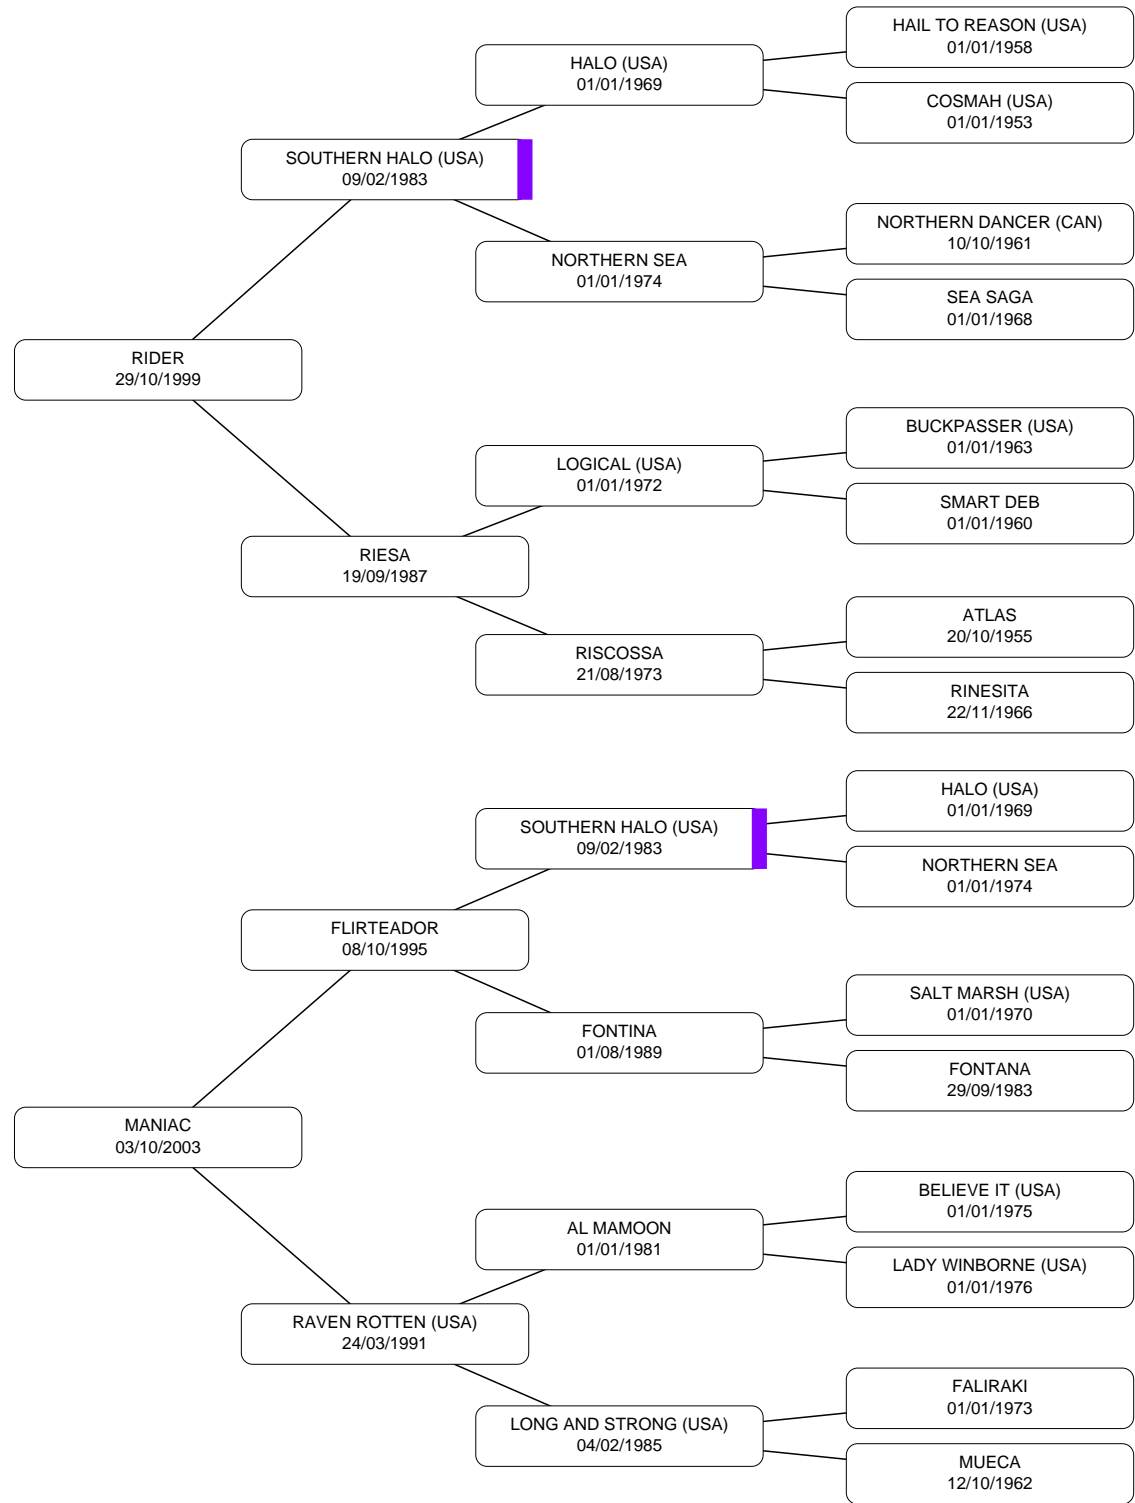 HAIL TO REASON (USA)
01/01/1958
HALO (USA)
01/01/1969
COSMAH (USA)
01/01/1953
SOUTHERN HALO (USA)
09/02/1983
NORTHERN DANCER (CAN)
10/10/1961
NORTHERN SEA
01/01/1974
SEA SAGA
01/01/1968
RIDER
29/10/1999
BUCKPASSER (USA)
01/01/1963
LOGICAL (USA)
01/01/1972
SMART DEB
01/01/1960
RIESA
19/09/1987
ATLAS
20/10/1955
RISCOSSA
21/08/1973
RINESITA
22/11/1966
HALO (USA)
01/01/1969
SOUTHERN HALO (USA)
09/02/1983
NORTHERN SEA
01/01/1974
FLIRTEADOR
08/10/1995
SALT MARSH (USA)
01/01/1970
FONTINA
01/08/1989
FONTANA
29/09/1983
MANIAC
03/10/2003
BELIEVE IT (USA)
01/01/1975
AL MAMOON
01/01/1981
LADY WINBORNE (USA)
01/01/1976
RAVEN ROTTEN (USA)
24/03/1991
FALIRAKI
01/01/1973
LONG AND STRONG (USA)
04/02/1985
MUECA
12/10/1962